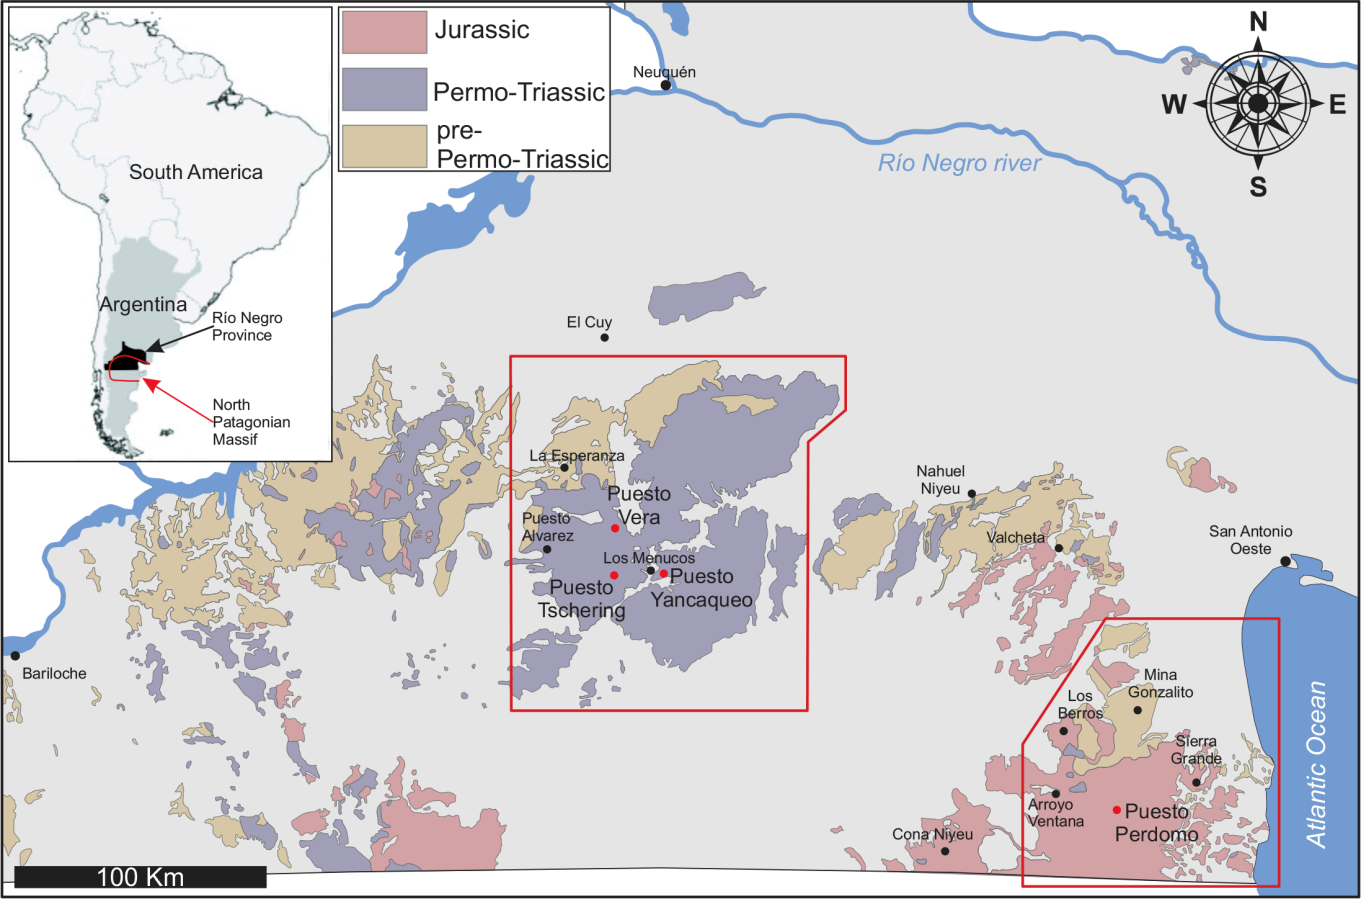 South America
Argentina
Río Negro
Province
North
Patagonian
Massif
Jurassic
Permo-Triassic
pre-
Permo-Triassic
Neuquén
Río Negro river
N
W
E
S
El Cuy
La Esperanza
Puesto
Vera
Puesto
Alvarez
Los Menucos
Puesto
Tschering
Puesto
Yancaqueo
Nahuel
Niyeu
Valcheta
San Antonio
Oeste
Bariloche
Mina
Gonzalito
Los
Berros
Sierra
Grande
Arroyo
Ventana
Puesto
Perdomo
Cona Niyeu
Atlantic Ocean
100 Km